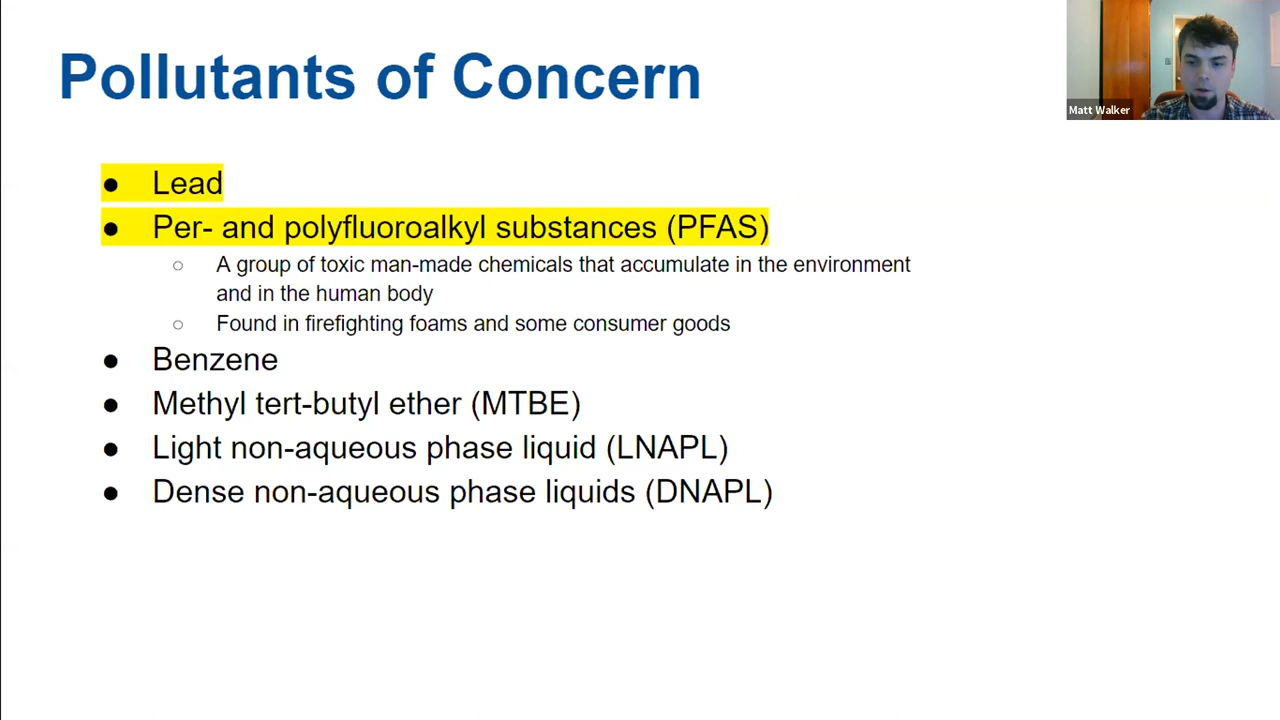 Pollutants of Concern
Matt Walker
● Lead
● Per- and polyfluoroalkyl substances (PFAS)
○ A group of toxic man-made chemicals that accumulate in the environment
and in the human body
○ Found in firefighting foams and some consumer goods
● Benzene
● Methyl tert-butyl ether (MTBE)
● Light non-aqueous phase liquid (LNAPL)
● Dense non-aqueous phase liquids (DNAPL)